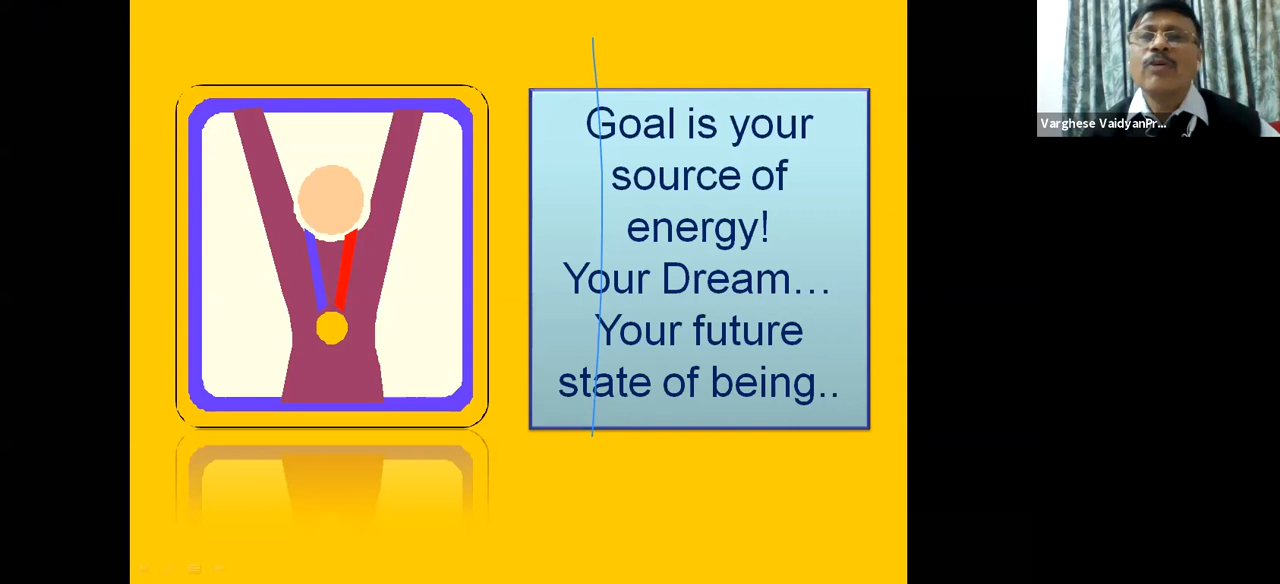 Goal is your
source of
energy!
Your Dream…
Your future
state of being..
Varghese VaidyanPr...